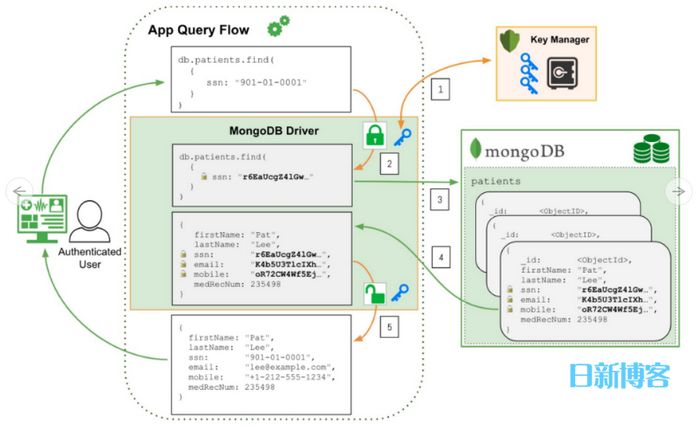 App Query Flow
db.patients.find(
{
ssn: "901-01-0001"
}
)
1
Key Manager
MongoDB Driver
2
db.patients.find(
{
ssn: "r6EaUcgZ4lGw…"
}
)
3
mongoDB
patients
{
_id: <ObjectID>,
{
_id: <ObjectID>,
{
_id: <ObjectId>,
firstName: "Pat",
lastName: "Lee",
ssn: "r6EaUcgZ4lGw…",
email: "K4b5U3TlcIXh…",
mobile: "oR72CW4Wf5Ej…",
medRecNum: 235498
}
4
{
firstName: "Pat",
lastName: "Lee",
ssn: "r6EaUcgZ4lGw…",
email: "K4b5U3TlcIXh…",
mobile: "oR72CW4Wf5Ej…",
medRecNum: 235498
}
Authenticated
User
5
{
firstName: "Pat",
lastName: "Lee",
ssn: "901-01-0001",
email: "lee@example.com",
mobile: "+1-212-555-1234",
medRecNum: 235498
}
日新博客